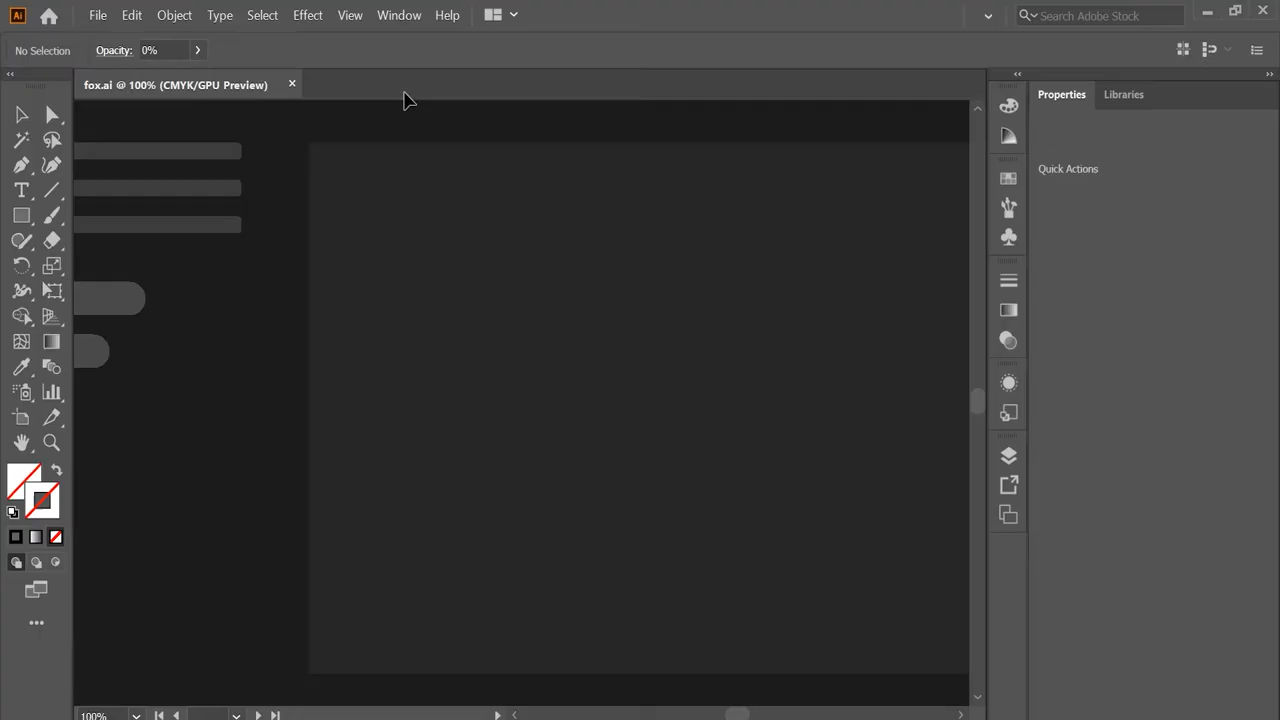 Ai File Edit Object Type Select Effect View Window Help Search Adobe Stock
No Selection Opacity: 0%
fox.ai @ 100% (CMYK/GPU Preview) ×
Properties Libraries
Quick Actions
100%